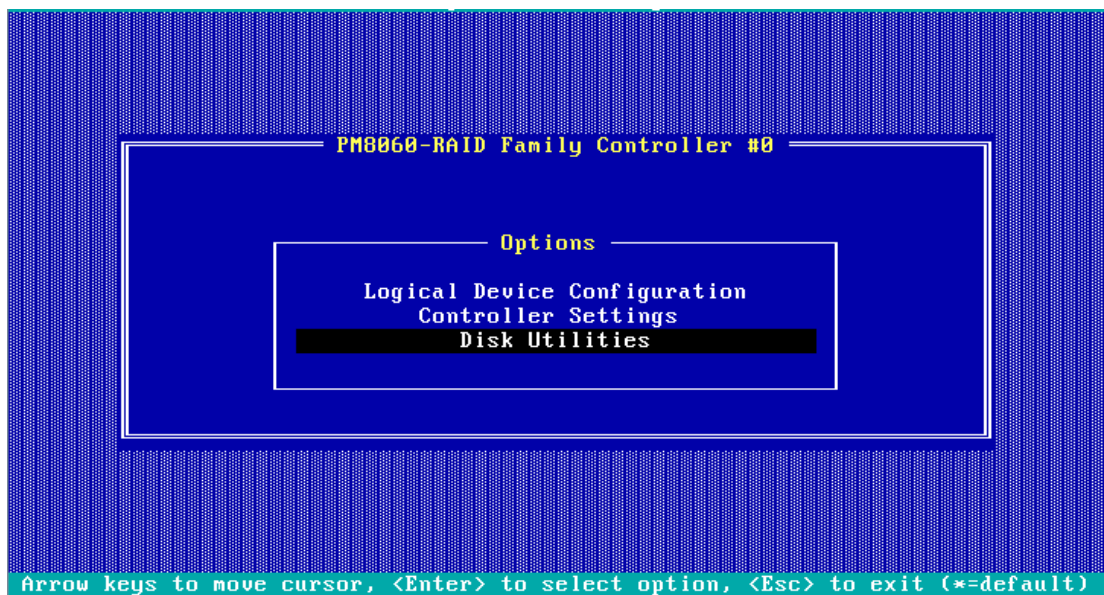 PM8060-RAID Family Controller #0
Options
Logical Device Configuration
Controller Settings
Disk Utilities
Arrow keys to move cursor, <Enter> to select option, <Esc> to exit (*=default)